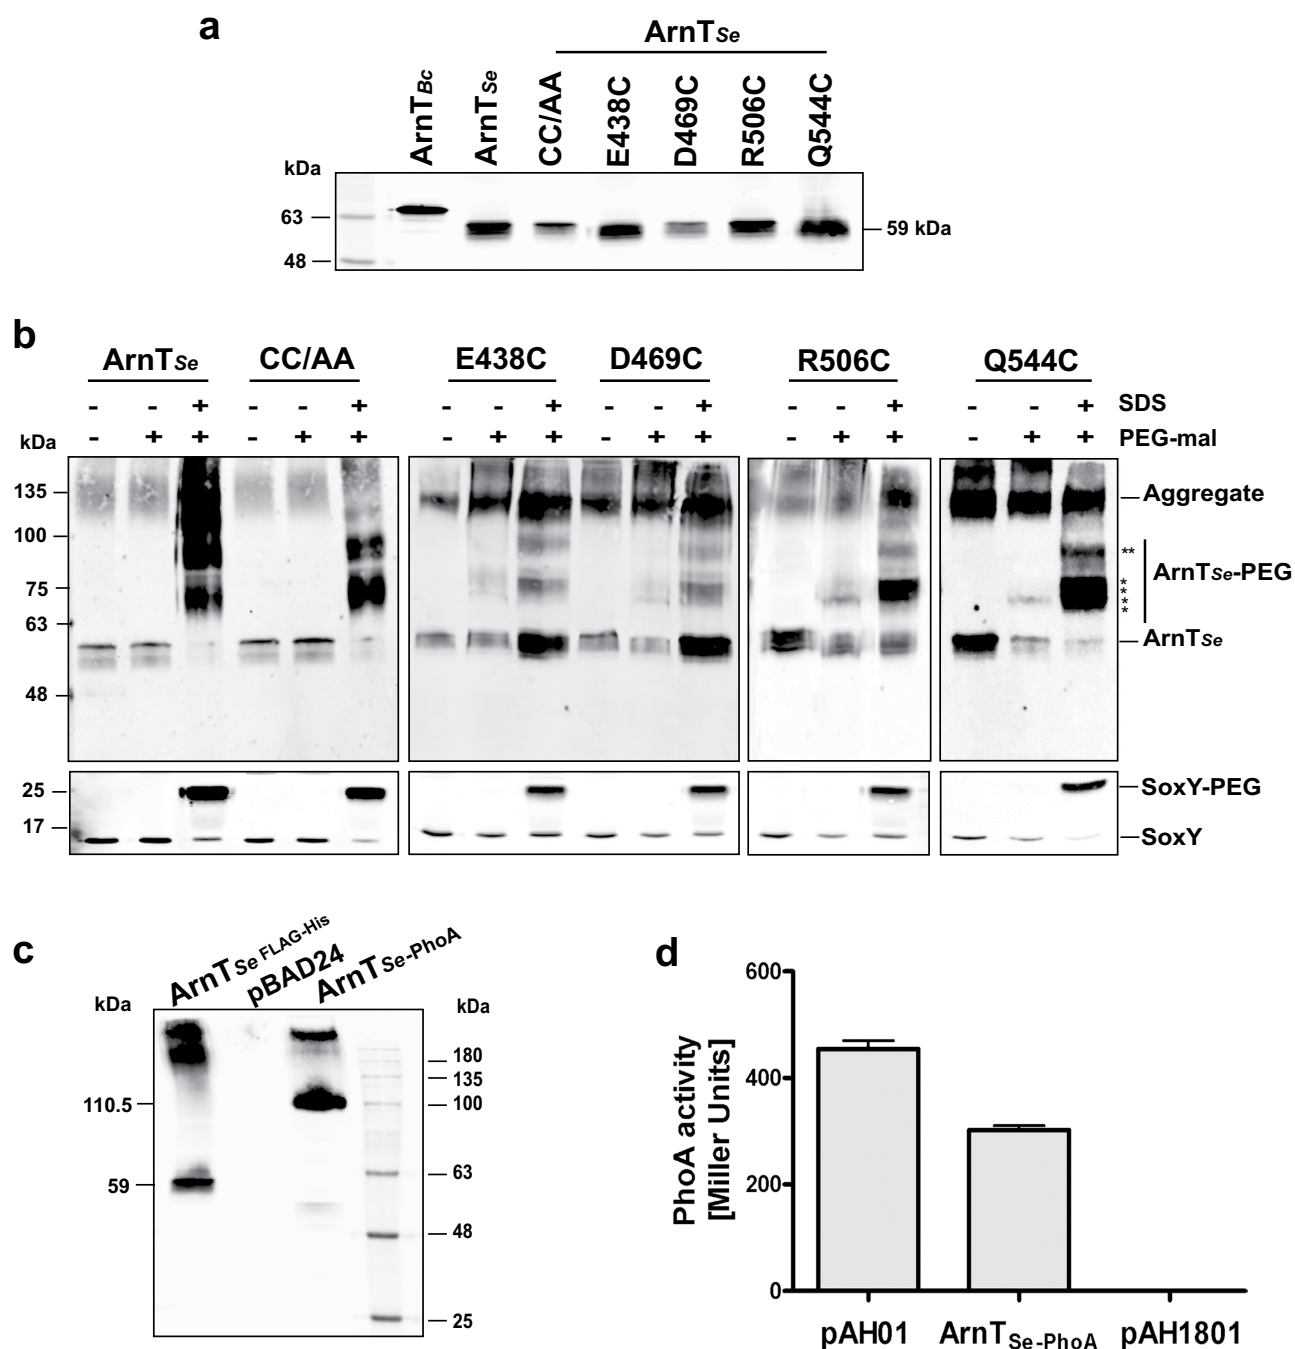 a
ArnTSe
ArnTBc
ArnTSe
CC/AA
E438C
D469C
R506C
Q544C
kDa
63
48
59 kDa
b
ArnTSe CC/AA E438C D469C R506C Q544C
- - + - - + - - + - - + - - + - - + SDS
- + + - + + - + + - + + - + + - + + PEG-mal
kDa
135
100
75
63
48
Aggregate
**
****
ArnTSe-PEG
ArnTSe
25
17
SoxY-PEG
SoxY
c
ArnTSe FLAG-His
pBAD24
ArnTSe-PhoA
kDa
110.5
59
kDa
180
135
100
63
48
25
d
PhoA activity
[Miller Units]
600
400
200
0
pAH01 ArnTSe-PhoA pAH1801